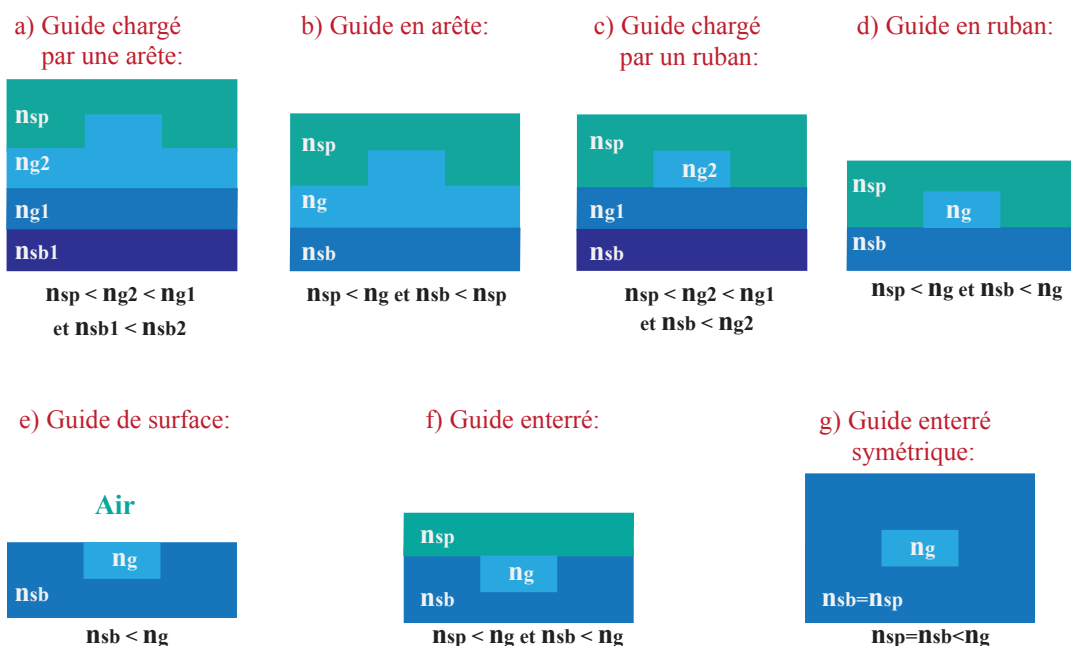 a) Guide chargé
par une arête:
nsp
ng2
ng1
nsb1
nsp < ng2 < ng1
et nsb1 < nsb2
b) Guide en arête:
nsp
ng
nsb
nsp < ng et nsb < nsp
c) Guide chargé
par un ruban:
nsp
ng2
ng1
nsb
nsp < ng2 < ng1
et nsb < ng2
d) Guide en ruban:
nsp
ng
nsb
nsp < ng et nsb < ng
e) Guide de surface:
Air
ng
nsb
nsb < ng
f) Guide enterré:
nsp
ng
nsb
nsp < ng et nsb < ng
g) Guide enterré
symétrique:
ng
nsb=nsp
nsp=nsb<ng